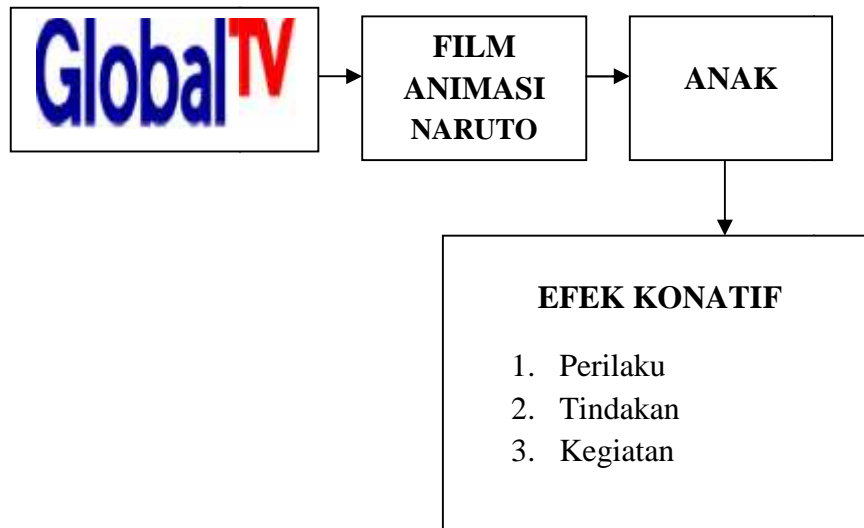 GlobalTV
FILM
ANIMASI
NARUTO
ANAK
EFEK KONATIF
1. Perilaku
2. Tindakan
3. Kegiatan